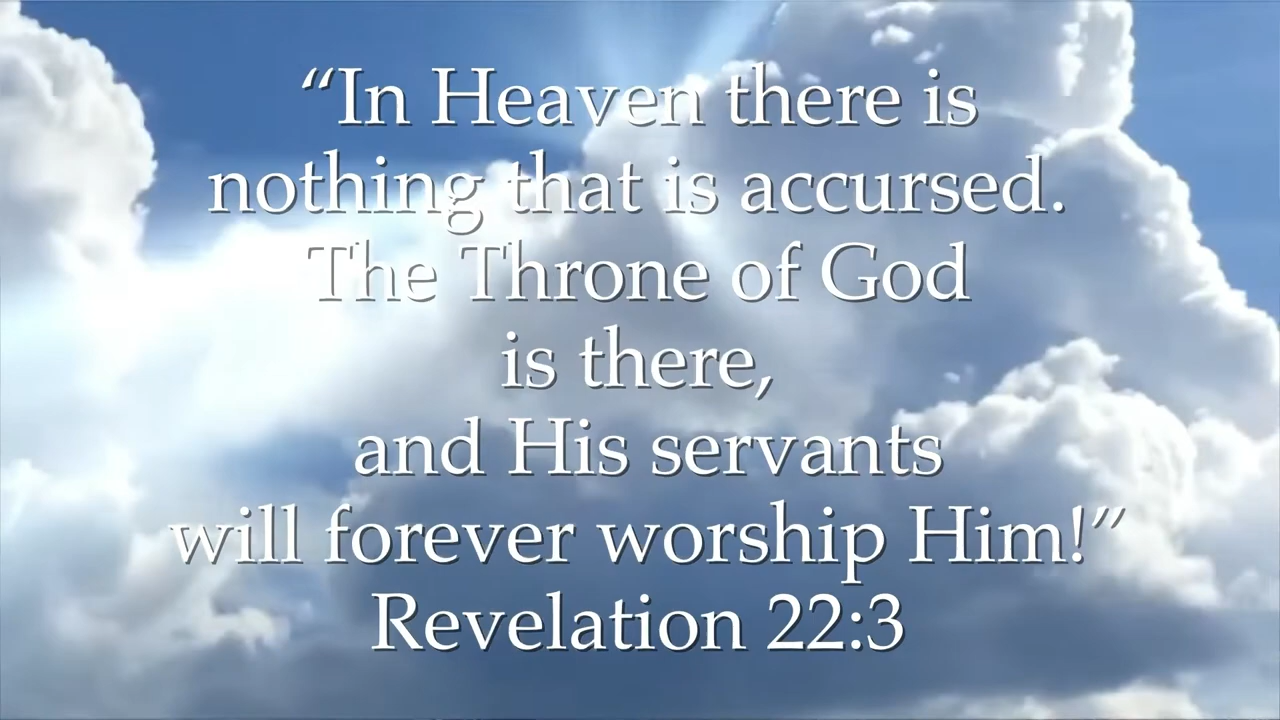 “In Heaven there is
nothing that is accursed.
The Throne of God
is there,
and His servants
will forever worship Him!”
Revelation 22:3